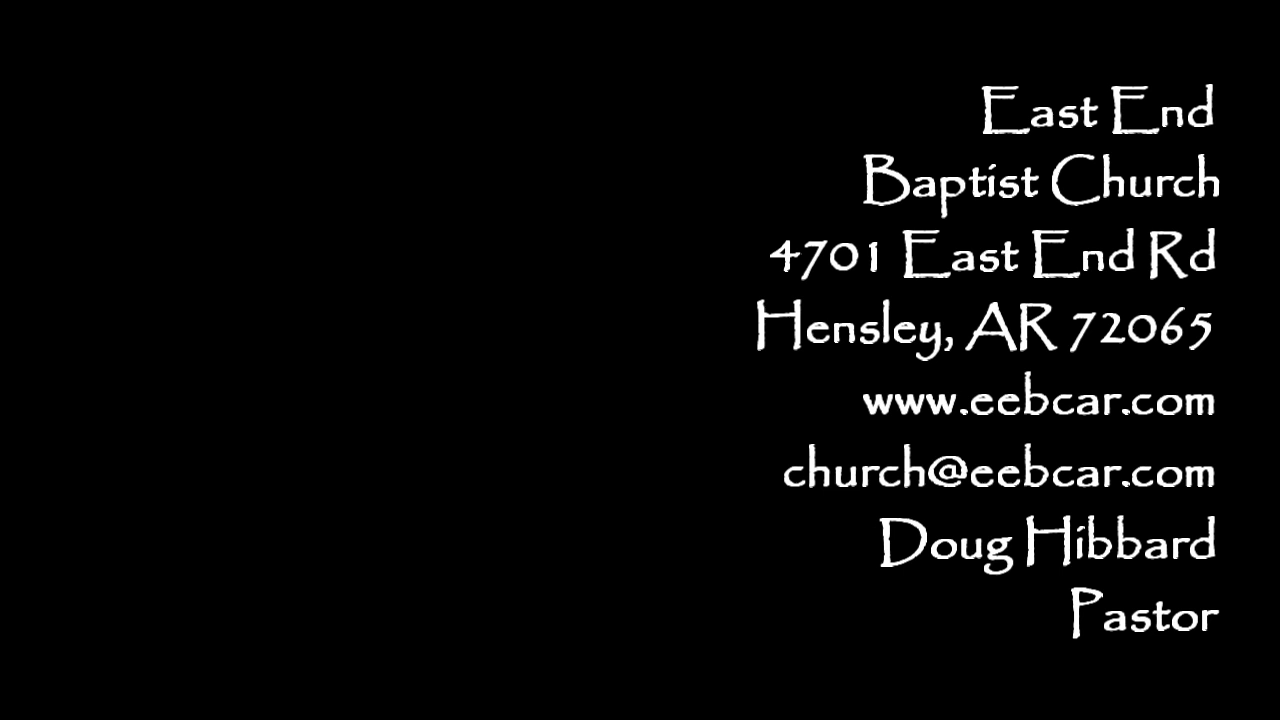 East End
Baptist Church
4701 East End Rd
Hensley, AR 72065
www.eebcar.com
church@eebcar.com
Doug Hibbard
Pastor